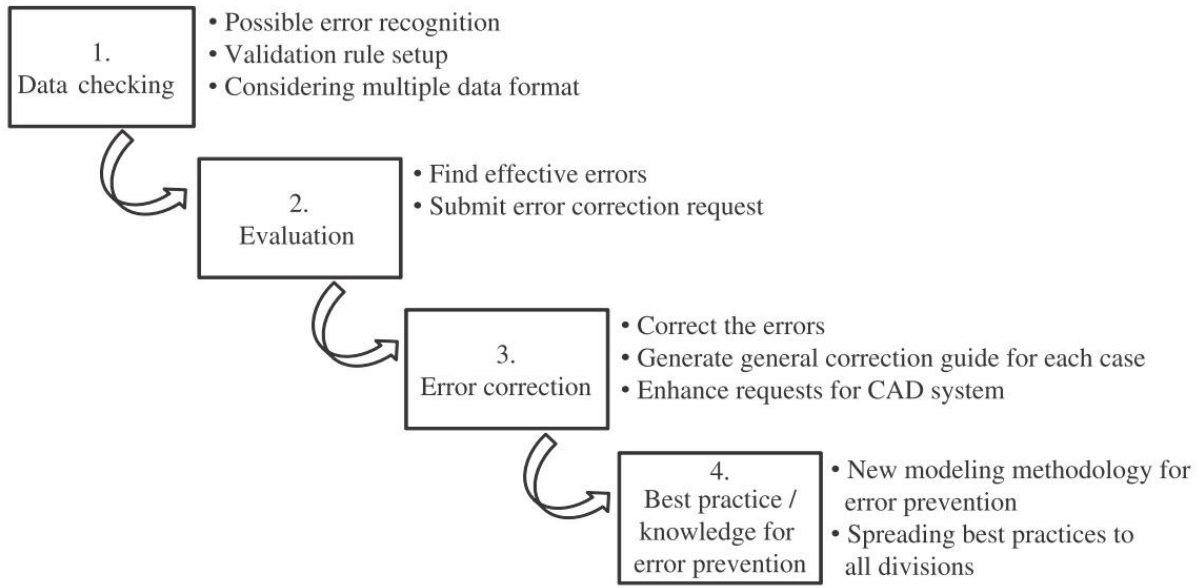 1.
Data checking
• Possible error recognition
• Validation rule setup
• Considering multiple data format
2.
Evaluation
• Find effective errors
• Submit error correction request
3.
Error correction
• Correct the errors
• Generate general correction guide for each case
• Enhance requests for CAD system
4.
Best practice /
knowledge for
error prevention
• New modeling methodology for
error prevention
• Spreading best practices to
all divisions